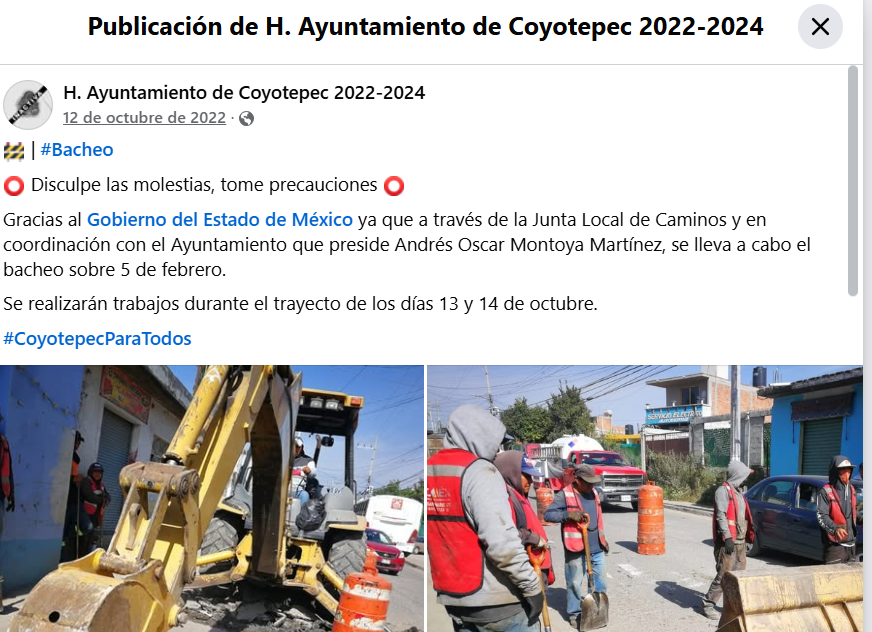 Publicación de H. Ayuntamiento de Coyotepec 2022-2024
H. Ayuntamiento de Coyotepec 2022-2024
12 de octubre de 2022 ·
| #Bacheo
Disculpe las molestias, tome precauciones
Gracias al Gobierno del Estado de México ya que a través de la Junta Local de Caminos y en
coordinación con el Ayuntamiento que preside Andrés Oscar Montoya Martínez, se lleva a cabo el
bacheo sobre 5 de febrero.
Se realizarán trabajos durante el trayecto de los días 13 y 14 de octubre.
#CoyotepecParaTodos
SERVICIO ELECTRICO